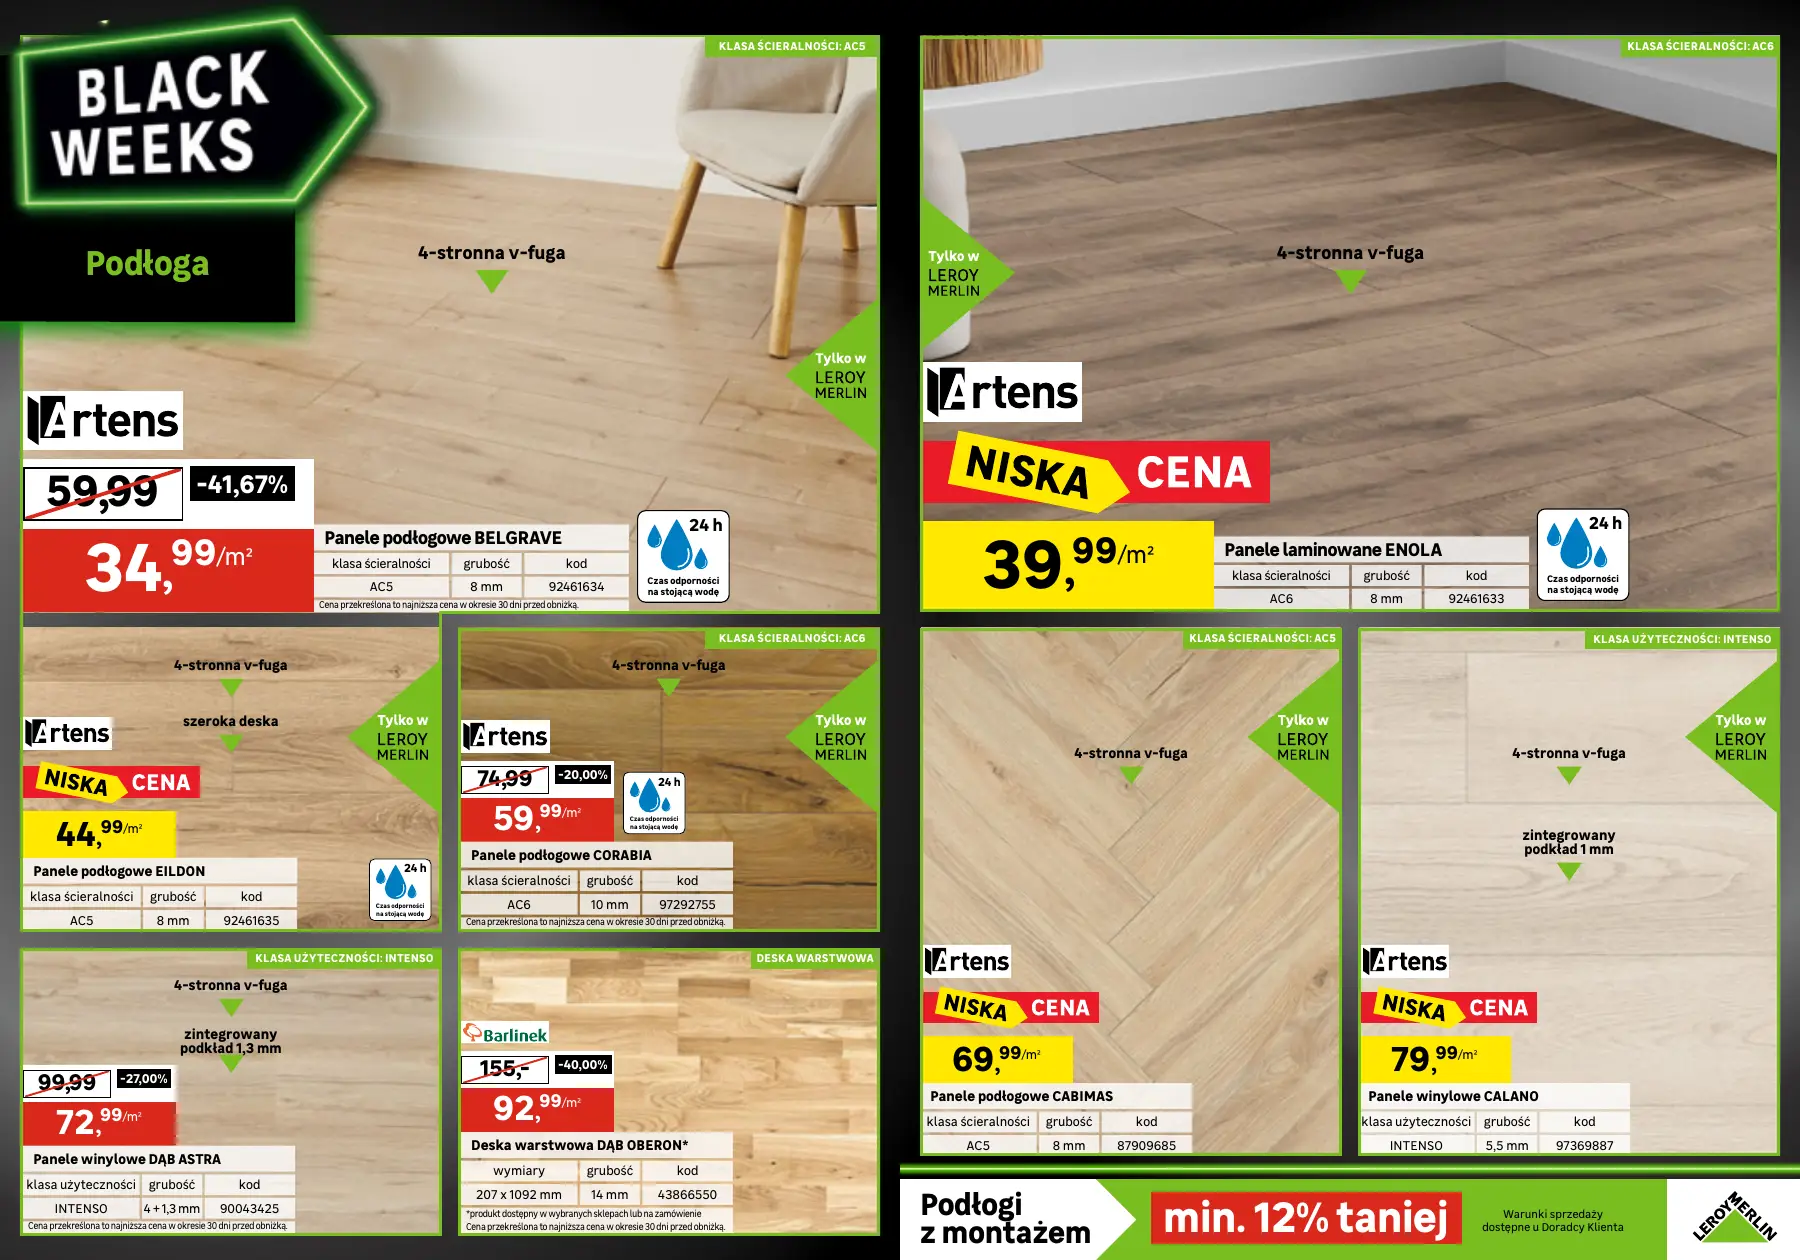 BLACK
WEEKS
Podłoga
KLASA ŚCIERALNOŚCI: AC5
4-stronna v-fuga
Tylko w
LEROY
MERLIN
Artens
59,99
-41,67%
34,99/m²
Panele podłogowe BELGRAVE
klasa ścieralności grubość kod
AC5 8 mm 92461634
Cena przekreślona to najniższa cena w okresie 30 dni przed obniżką.
24 h
Czas odporności
na stojącą wodę
KLASA ŚCIERALNOŚCI: AC6
4-stronna v-fuga
Tylko w
LEROY
MERLIN
Artens
NISKA CENA
39,99/m²
Panele laminowane ENOLA
klasa ścieralności grubość kod
AC6 8 mm 92461633
24 h
Czas odporności
na stojącą wodę
4-stronna v-fuga
szeroka deska
Tylko w
LEROY
MERLIN
Artens
NISKA CENA
44,99/m²
Panele podłogowe EILDON
klasa ścieralności grubość kod
AC5 8 mm 92461635
24 h
Czas odporności
na stojącą wodę
KLASA ŚCIERALNOŚCI: AC6
4-stronna v-fuga
Tylko w
LEROY
MERLIN
Artens
74,99
-20,00%
59,99/m²
24 h
Czas odporności
na stojącą wodę
Panele podłogowe CORABIA
klasa ścieralności grubość kod
AC6 10 mm 97292755
Cena przekreślona to najniższa cena w okresie 30 dni przed obniżką.
KLASA ŚCIERALNOŚCI: AC5
4-stronna v-fuga
Tylko w
LEROY
MERLIN
Artens
NISKA CENA
69,99/m²
Panele podłogowe CABIMAS
klasa ścieralności grubość kod
AC5 8 mm 87909685
KLASA UŻYTECZNOŚCI: INTENSO
4-stronna v-fuga
zintegrowany
podkład 1 mm
Tylko w
LEROY
MERLIN
Artens
NISKA CENA
79,99/m²
Panele winylowe CALANO
klasa użyteczności grubość kod
INTENSO 5,5 mm 97369887
KLASA UŻYTECZNOŚCI: INTENSO
4-stronna v-fuga
zintegrowany
podkład 1,3 mm
99,99
-27,00%
72,99/m²
Panele winylowe DĄB ASTRA
klasa użyteczności grubość kod
INTENSO 4 + 1,3 mm 90043425
Cena przekreślona to najniższa cena w okresie 30 dni przed obniżką.
DESKA WARSTWOWA
Barlinek
155,-
-40,00%
92,99/m²
Deska warstwowa DĄB OBERON*
wymiary grubość kod
207 x 1092 mm 14 mm 43866550
*produkt dostępny w wybranych sklepach lub na zamówienie
Cena przekreślona to najniższa cena w okresie 30 dni przed obniżką.
Podłogi
z montażem
min. 12% taniej
Warunki sprzedaży
dostępne u Doradcy Klienta
LEROY MERLIN